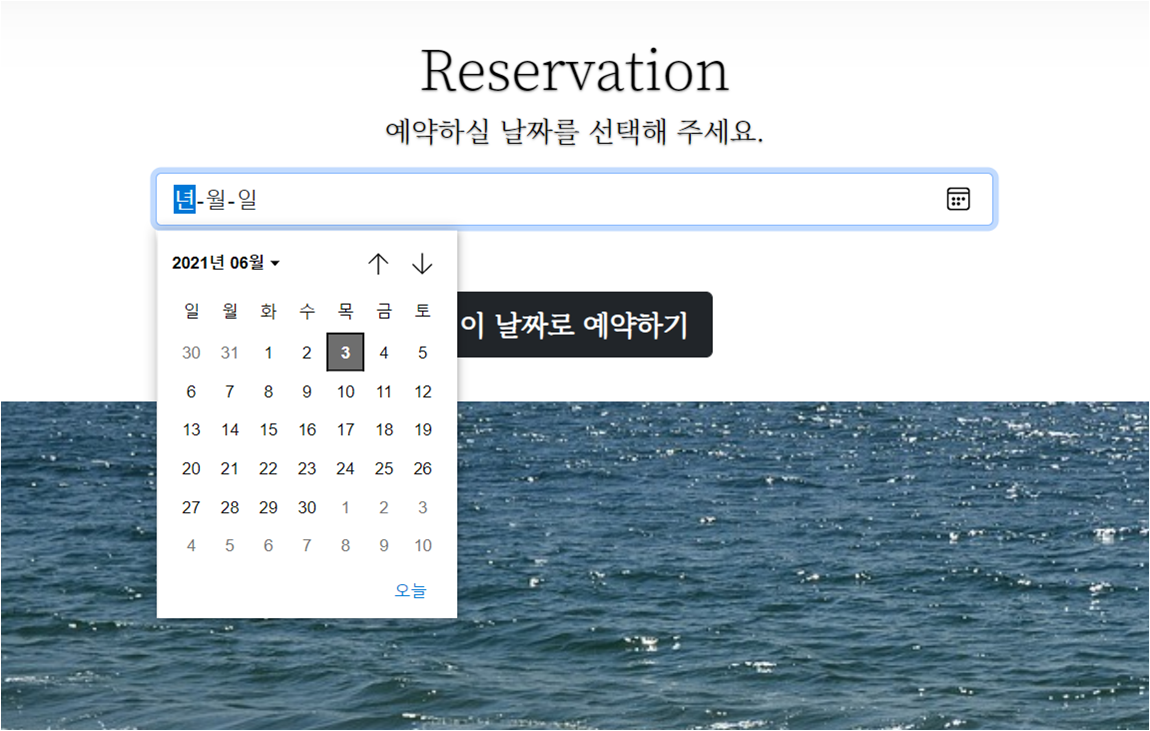 Reservation
예약하실 날짜를 선택해 주세요.
년-월-일
2021년 06월
이 날짜로 예약하기
일 월 화 수 목 금 토
30 31 1 2 3 4 5
6 7 8 9 10 11 12
13 14 15 16 17 18 19
20 21 22 23 24 25 26
27 28 29 30 1 2 3
4 5 6 7 8 9 10
오늘